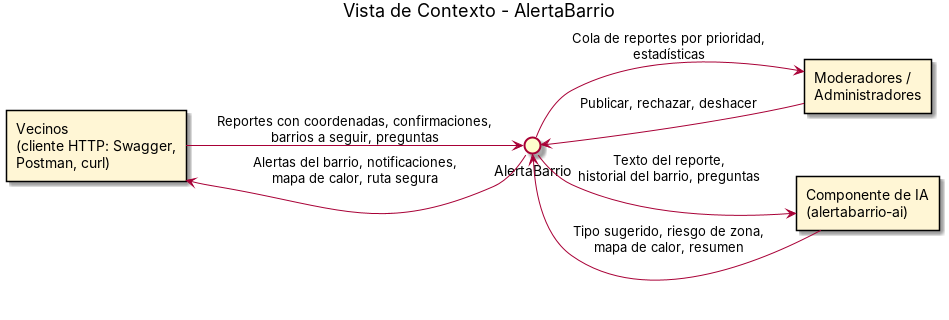 Vista de Contexto - AlertaBarrio
Cola de reportes por prioridad,
estadísticas
Moderadores /
Administradores
Publicar, rechazar, deshacer
Vecinos
(cliente HTTP: Swagger,
Postman, curl)
Reportes con coordenadas, confirmaciones,
barrios a seguir, preguntas
Alertas del barrio, notificaciones,
mapa de calor, ruta segura
AlertaBarrio
Texto del reporte,
historial del barrio, preguntas
Componente de IA
(alertabarrio-ai)
Tipo sugerido, riesgo de zona,
mapa de calor, resumen